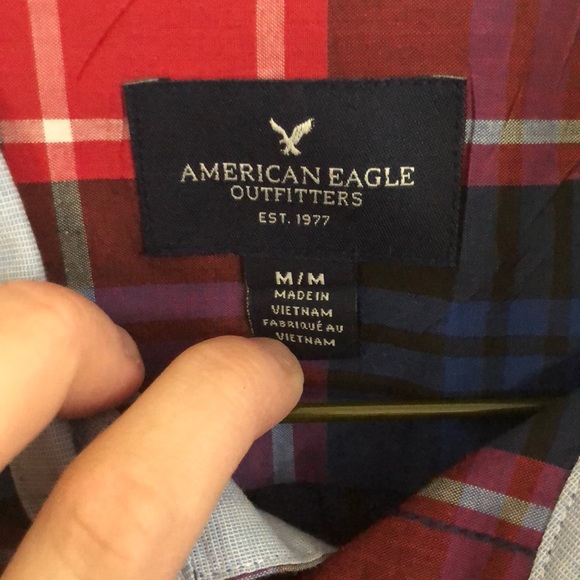 AMERICAN EAGLE
OUTFITTERS
EST. 1977
M/M
MADE IN
VIETNAM
FABRIQUÉ AU
VIETNAM